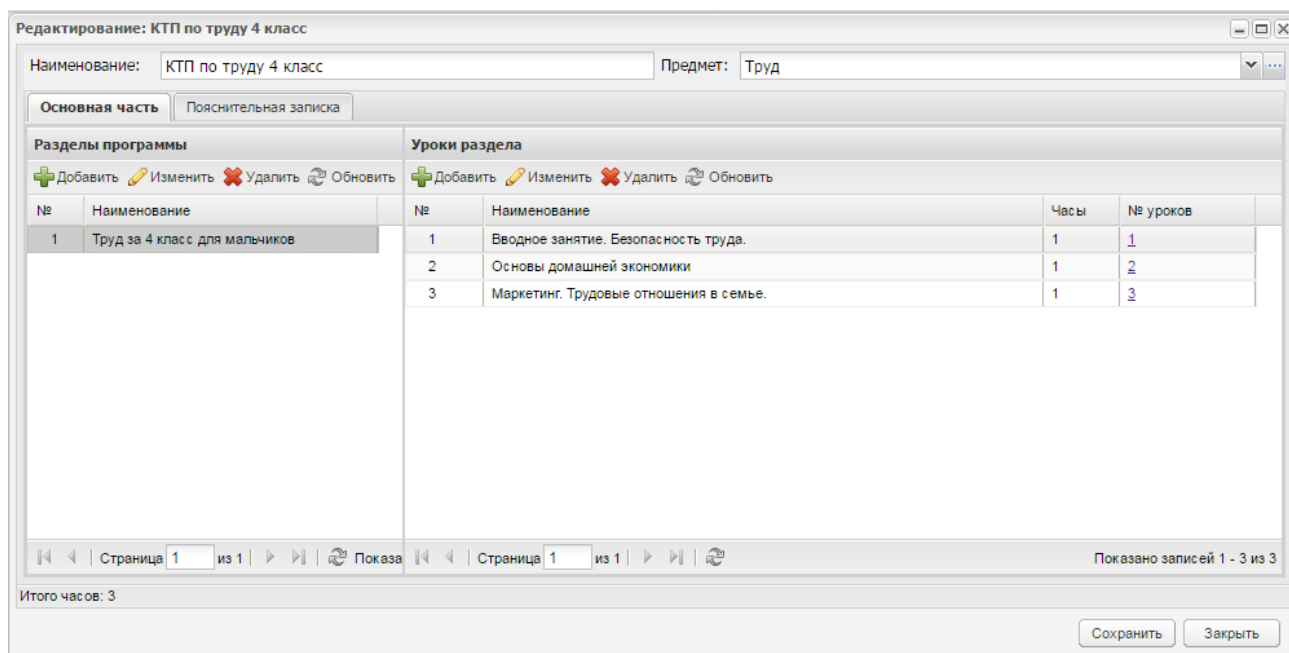 Редактирование: КТП по труду 4 класс
Наименование: КТП по труду 4 класс Предмет: Труд
Основная часть Пояснительная записка
Разделы программы Уроки раздела
Добавить Изменить Удалить Обновить Добавить Изменить Удалить Обновить
№ Наименование № Наименование Часы № уроков
1 Труд за 4 класс для мальчиков 1 Вводное занятие. Безопасность труда. 1 1
2 Основы домашней экономики 1 2
3 Маркетинг. Трудовые отношения в семье. 1 3
Страница 1 из 1 Показа Страница 1 из 1 Показано записей 1 - 3 из 3
Итого часов: 3
Сохранить Закрыть